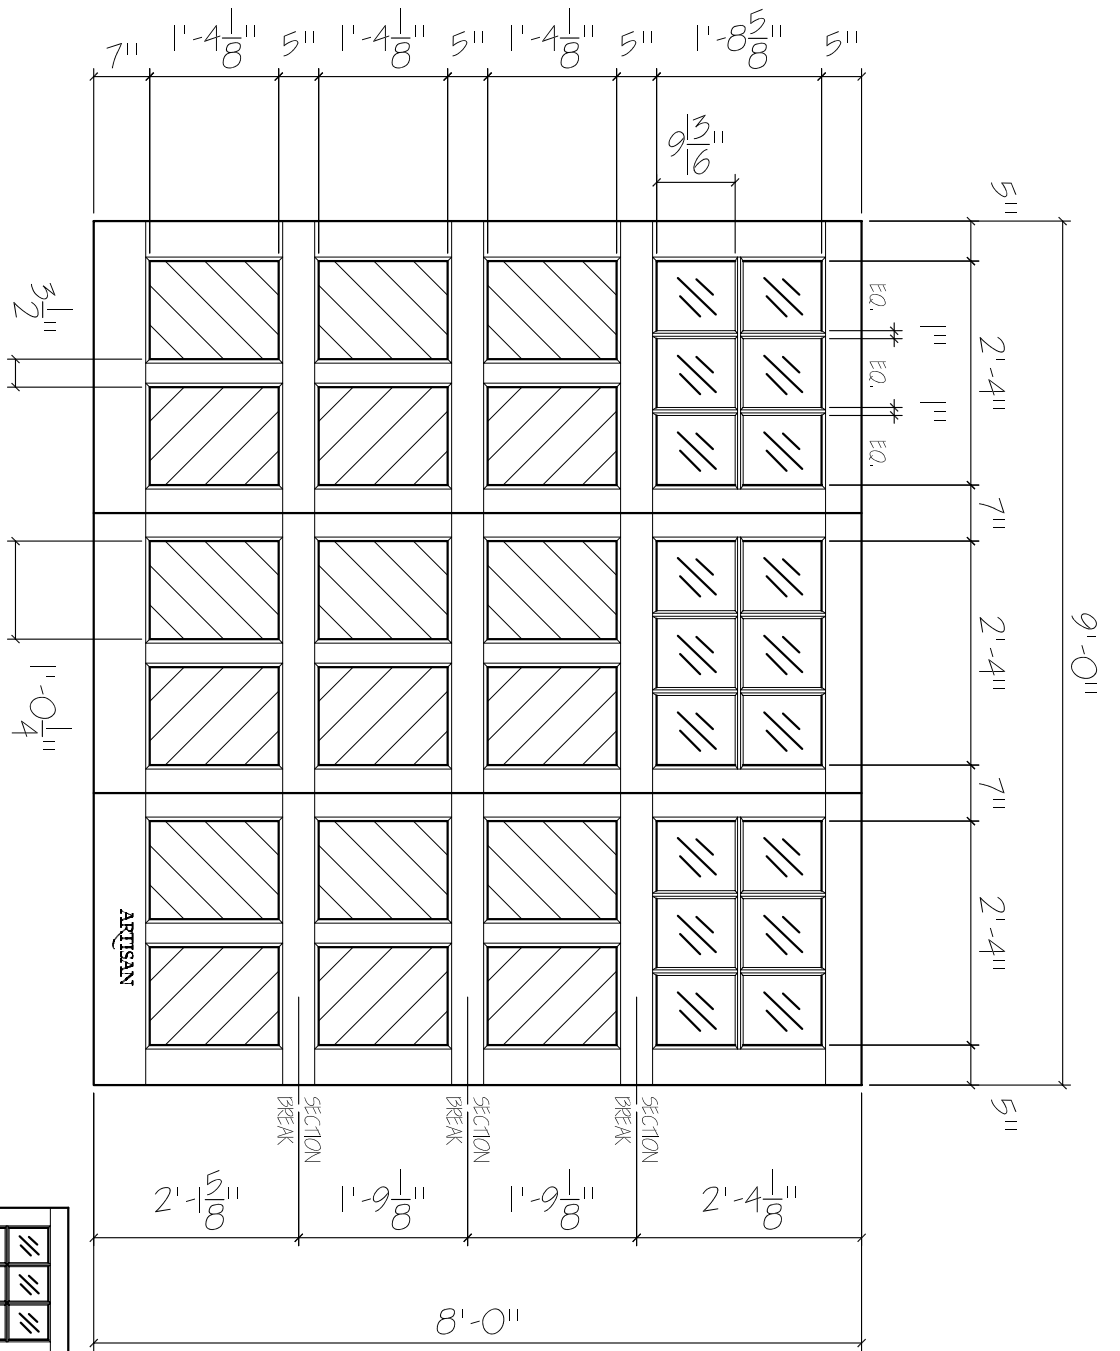 7"
1'-4 1/8"
5"
1'-4 1/8"
5"
1'-4 1/8"
5"
1'-8 5/8"
5"
9 3/16"
5"
2'-4"
7"
2'-4"
7"
2'-4"
5"
9'-0"
EQ.
1"
EQ.
1"
EQ.
3 1/2"
1'-0 1/4"
ARTISAN
SECTION
BREAK
SECTION
BREAK
SECTION
BREAK
2'-1 5/8"
1'-9 1/8"
1'-9 1/8"
2'-4 1/8"
8'-0"